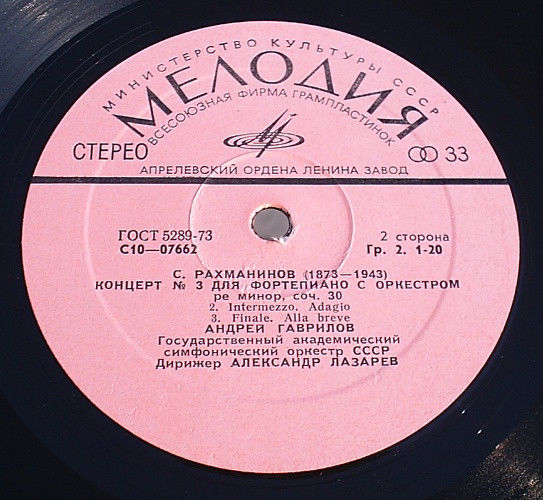 МИНИСТЕРСТВО КУЛЬТУРЫ СССР
МЕЛОДИЯ
ВСЕСОЮЗНАЯ ФИРМА ГРАМПЛАСТИНОК
СТЕРЕО
33
АПРЕЛЕВСКИЙ ОРДЕНА ЛЕНИНА ЗАВОД
ГОСТ 5289-73
2 сторона
С10—07662
Гр. 2. 1-20
С. РАХМАНИНОВ (1873—1943)
КОНЦЕРТ № 3 ДЛЯ ФОРТЕПИАНО С ОРКЕСТРОМ
ре минор, соч. 30
2. Intermezzo. Adagio
3. Finale. Alla breve
АНДРЕЙ ГАВРИЛОВ
Государственный академический
симфонический оркестр СССР
Дирижер АЛЕКСАНДР ЛАЗАРЕВ